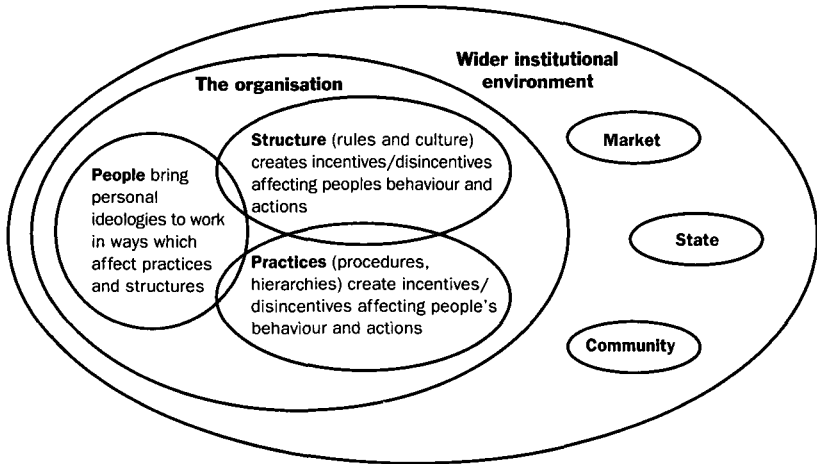 Wider institutional
environment
The organisation
Structure (rules and culture)
creates incentives/disincentives
affecting peoples behaviour and
actions
People bring
personal
ideologies to work
in ways which
affect practices
and structures
Practices (procedures,
hierarchies) create incentives/
disincentives affecting people's
behaviour and actions
Market
State
Community